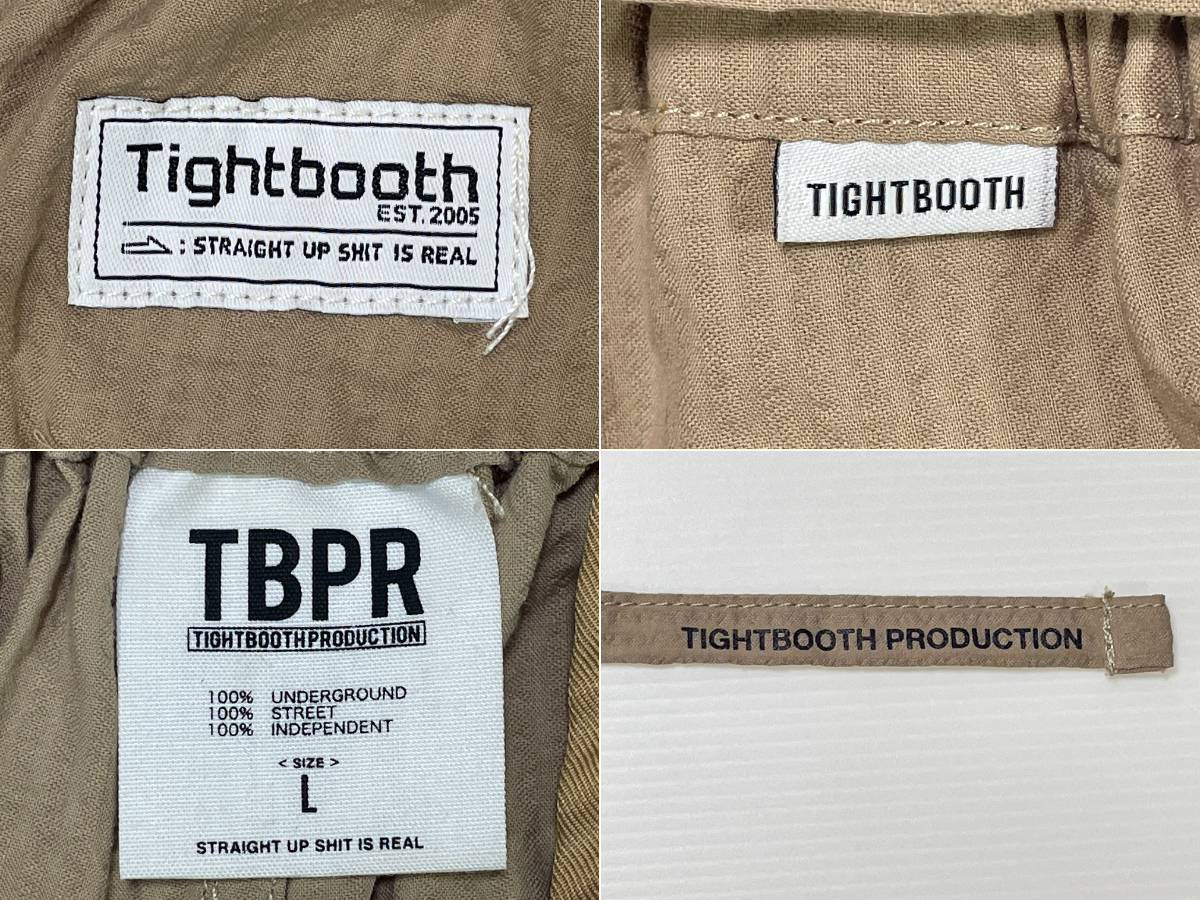 Tightbooth
EST. 2005
: STRAIGHT UP SHIT IS REAL
TIGHTBOOTH
TBPR
TIGHTBOOTHPRODUCTION
100% UNDERGROUND
100% STREET
100% INDEPENDENT
< SIZE >
L
STRAIGHT UP SHIT IS REAL
TIGHTBOOTH PRODUCTION